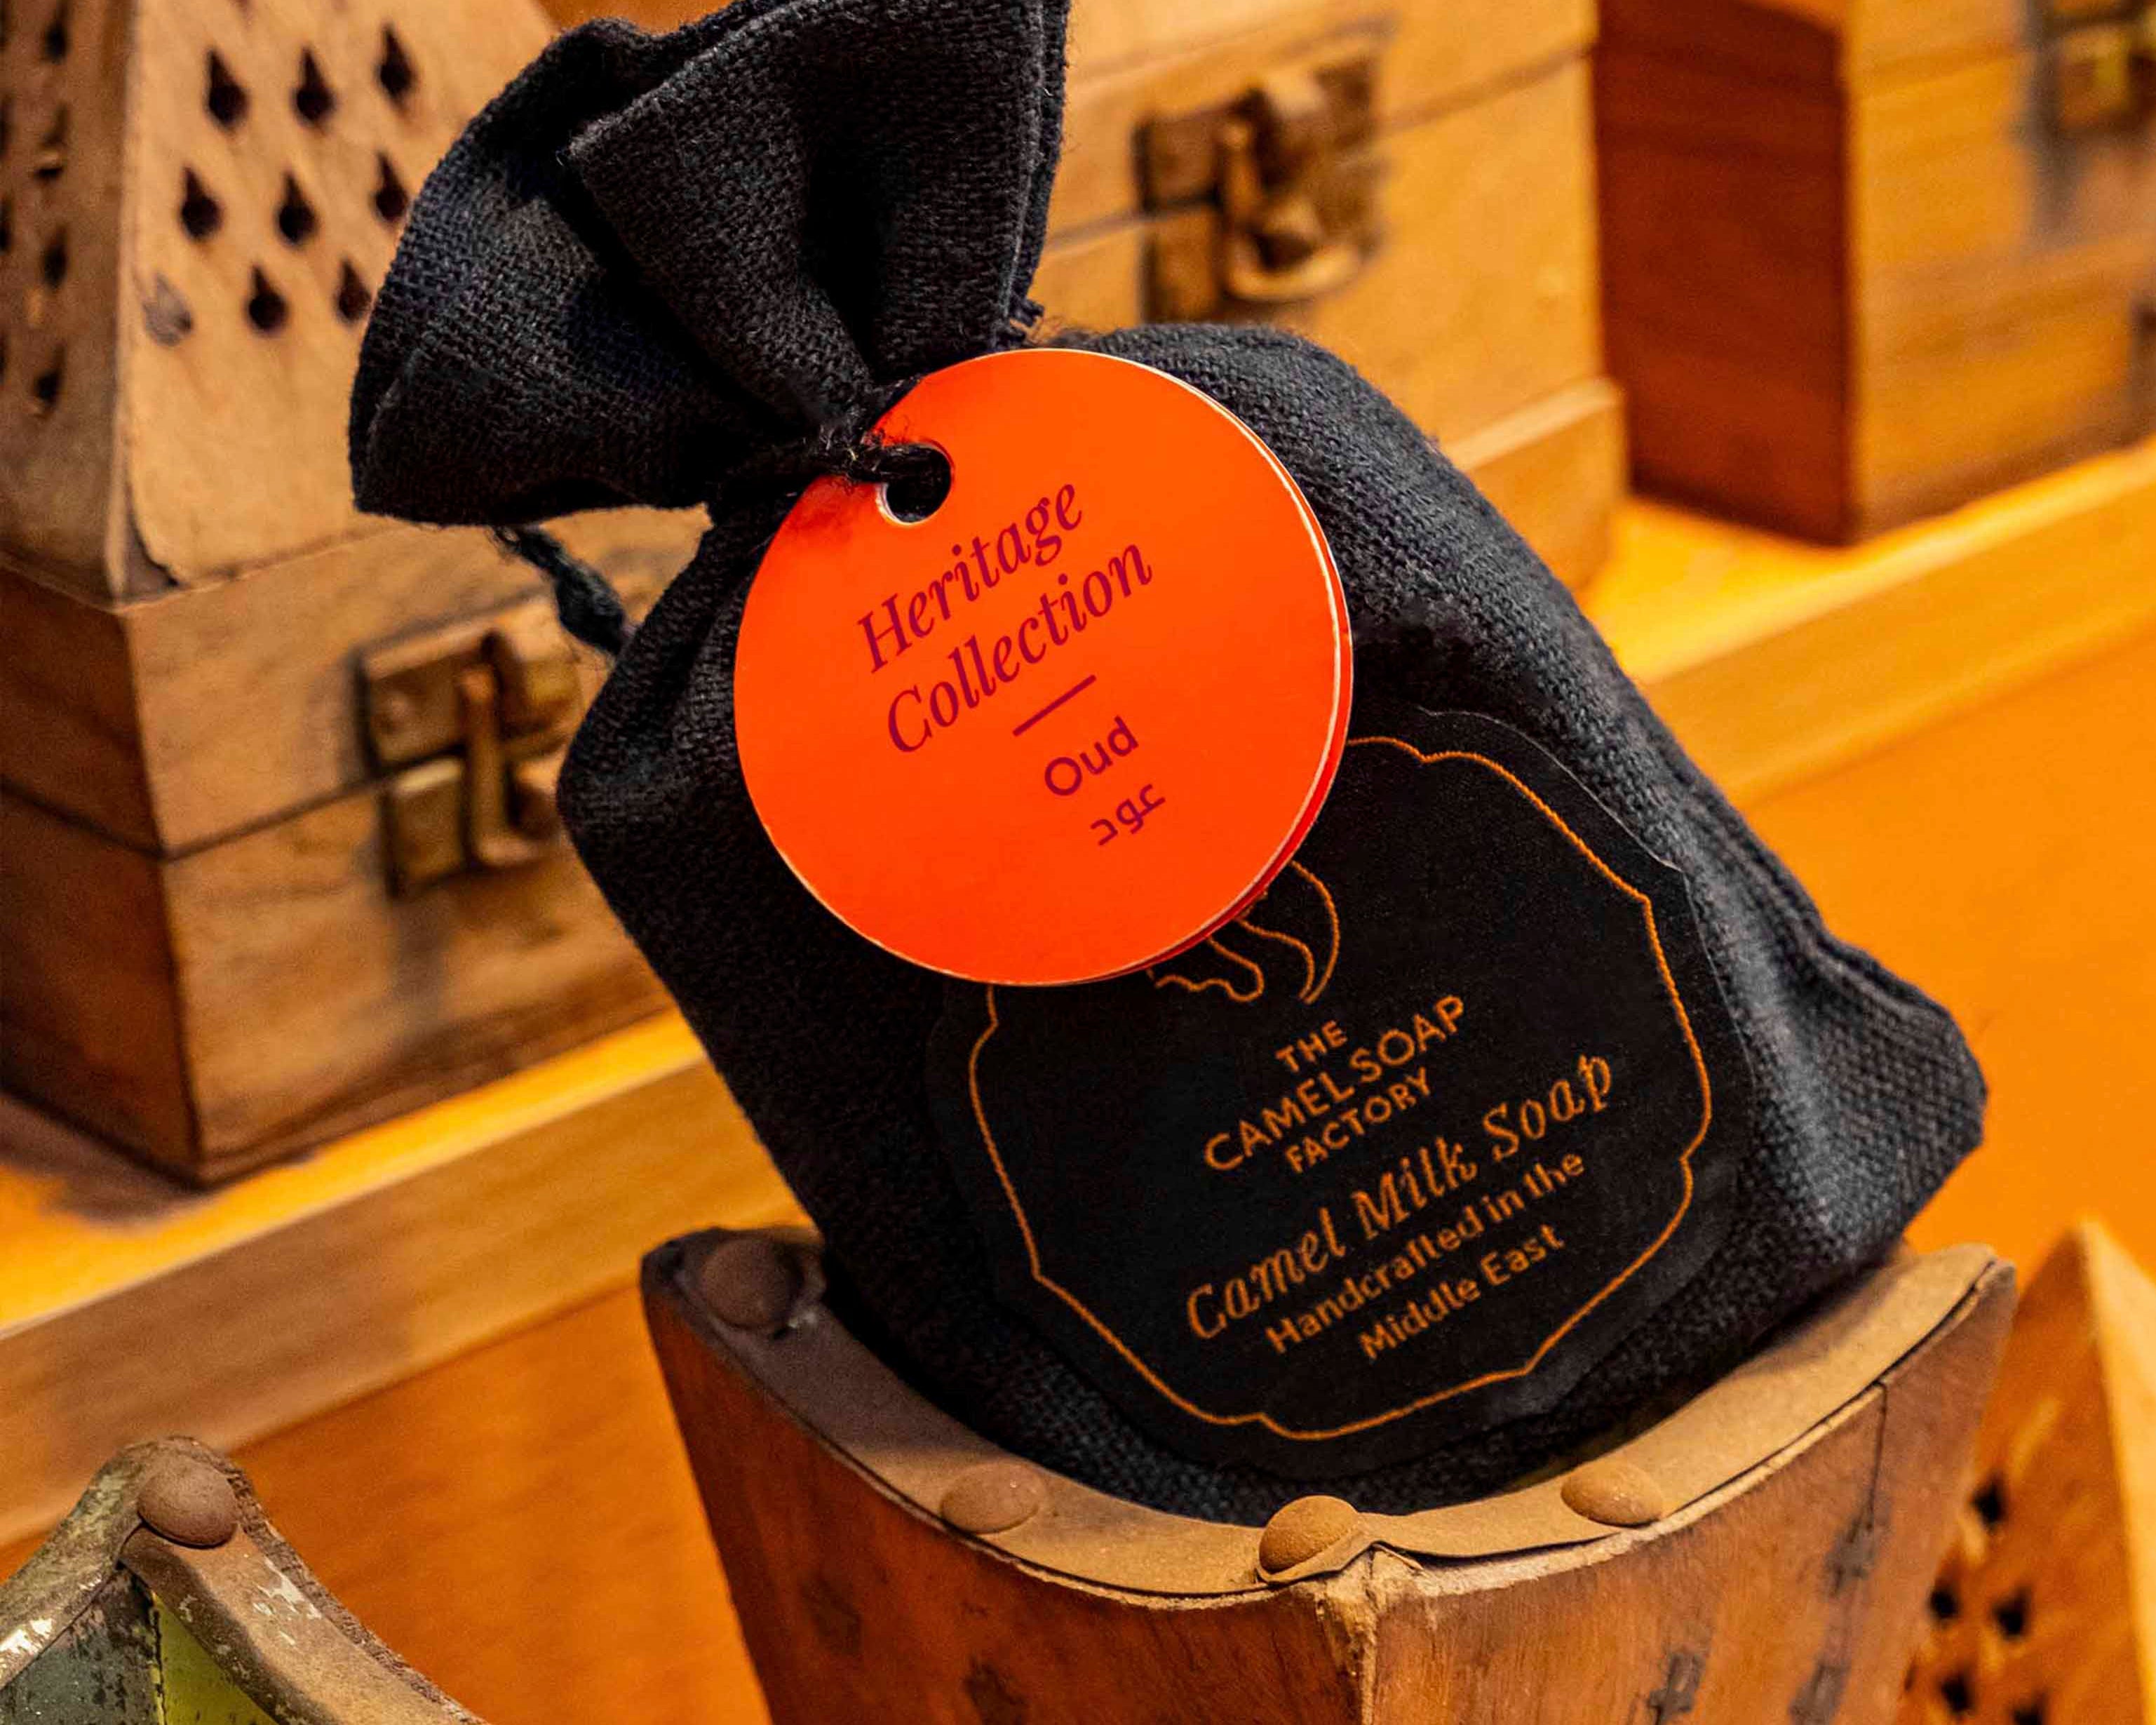 Heritage
Collection
Oud
عود
THE
CAMEL SOAP
FACTORY
Camel Milk Soap
Handcrafted in the
Middle East